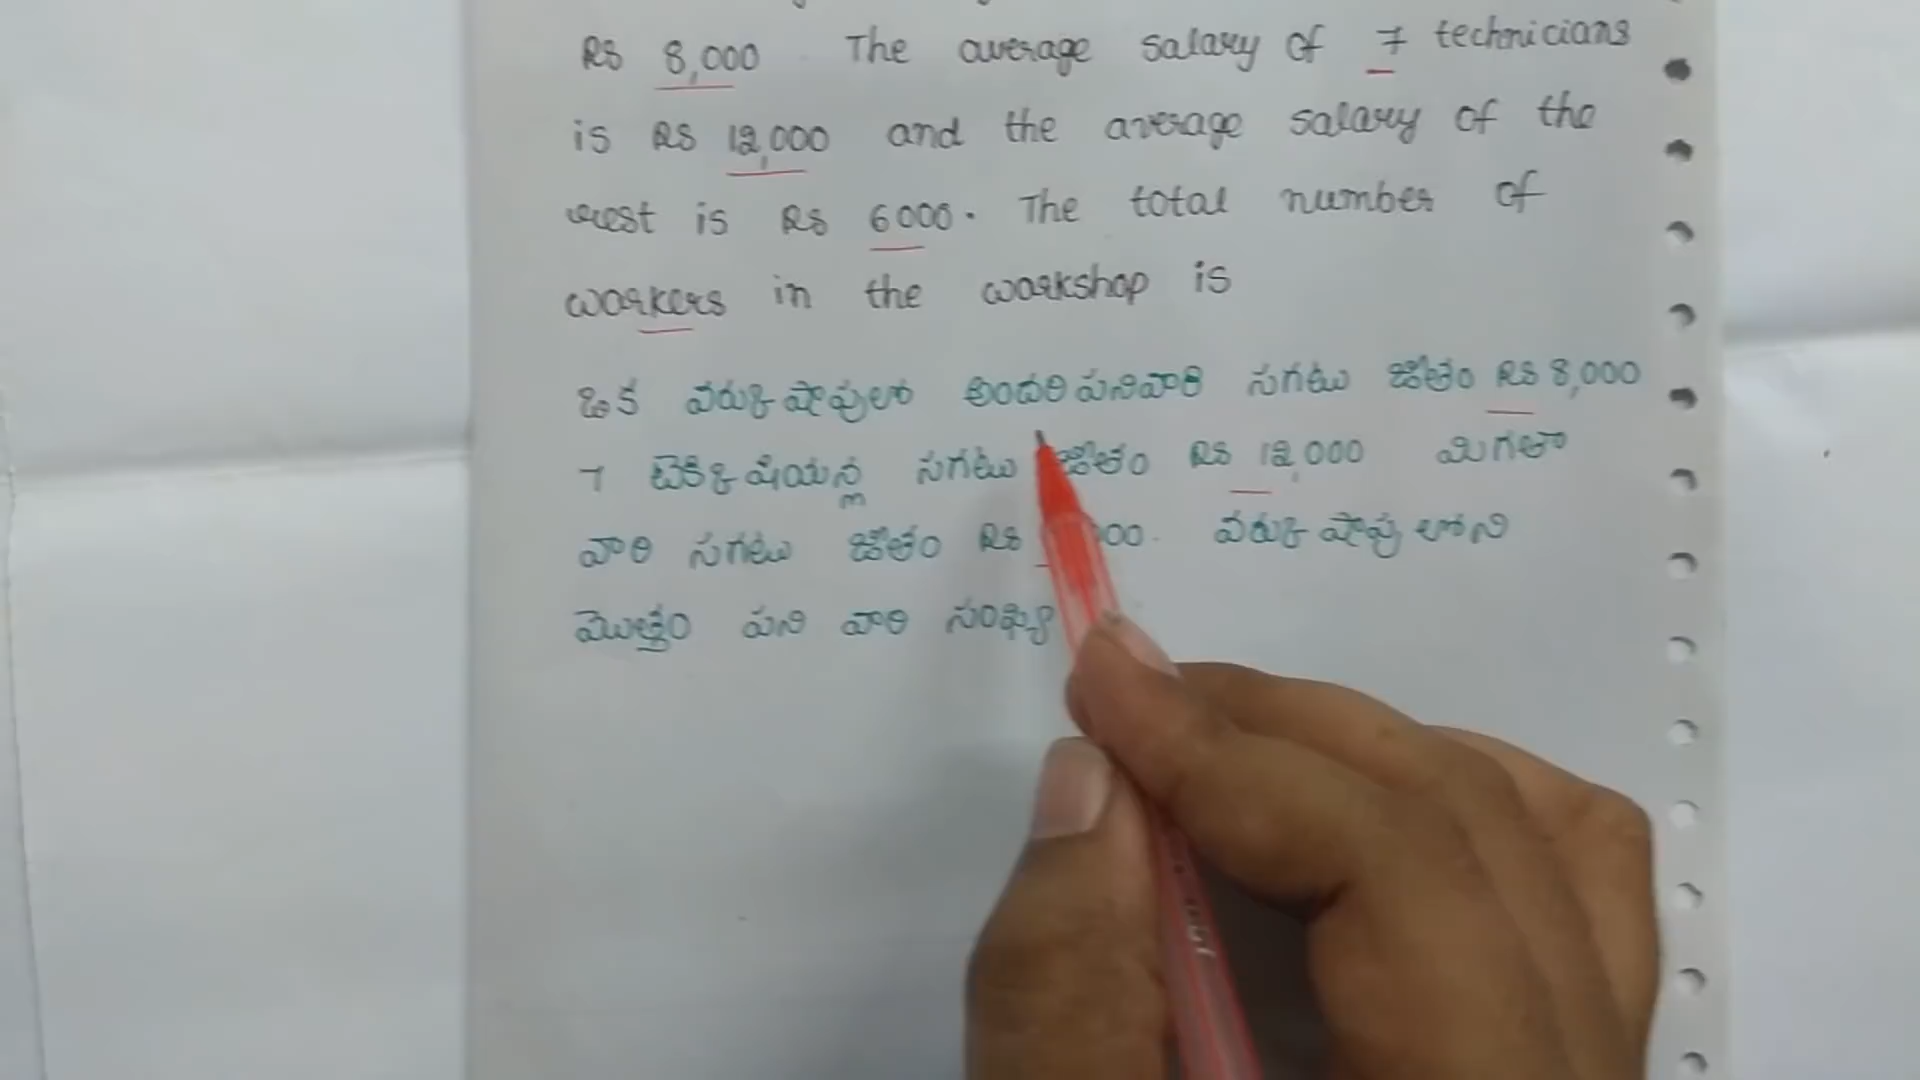 Rs 8,000 The average salary of 7 technicians
is Rs 12,000 and the average salary of the
rest is Rs 6000. The total number of
workers in the workshop is
ఒక వర్క్ షాపులో అందరి పనివారి సగటు జీతం Rs 8,000
7 టెక్నీషియన్ల సగటు జీతం Rs 12,000 మిగతా
వారి సగటు జీతం Rs 000. వర్క్ షాపు లోని
మొత్తం పని వారి సంఖ్య